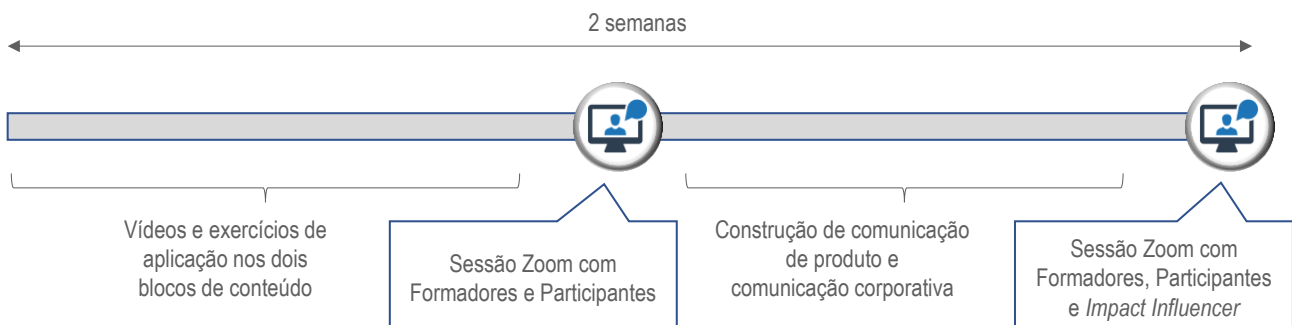 2 semanas
Vídeos e exercícios de
aplicação nos dois
blocos de conteúdo
Sessão Zoom com
Formadores e Participantes
Construção de comunicação
de produto e
comunicação corporativa
Sessão Zoom com
Formadores, Participantes
e Impact Influencer